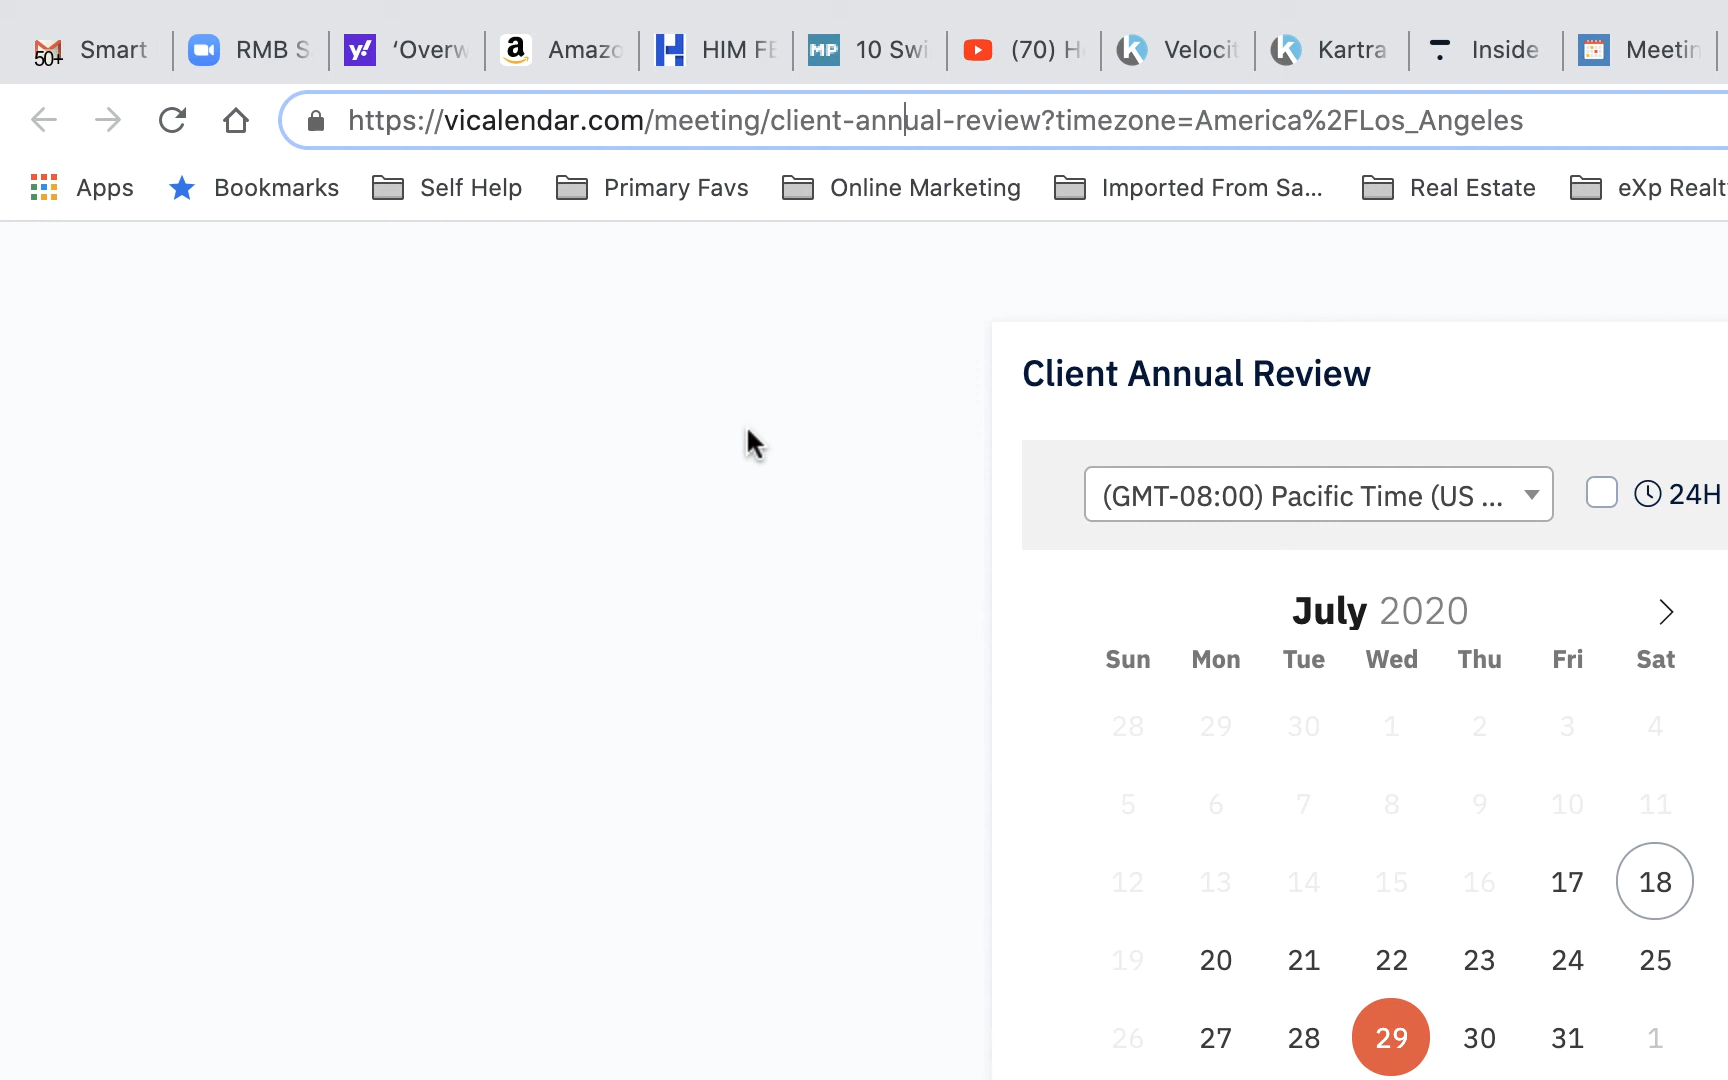 50+ Smart RMB S y! ‘Overw a Amazo H HIM FE MP 10 Swi (70) H K Velocit K Kartra Inside Meetin
https://vicalendar.com/meeting/client-annual-review?timezone=America%2FLos_Angeles
Apps Bookmarks Self Help Primary Favs Online Marketing Imported From Sa... Real Estate eXp Realt
Client Annual Review
(GMT-08:00) Pacific Time (US ... 24H
July 2020
Sun Mon Tue Wed Thu Fri Sat
28 29 30 1 2 3 4
5 6 7 8 9 10 11
12 13 14 15 16 17 18
19 20 21 22 23 24 25
26 27 28 29 30 31 1